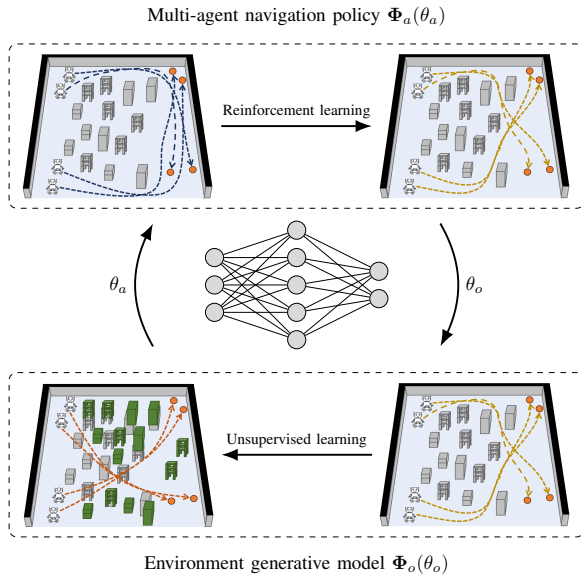 Multi-agent navigation policy Φₐ(θₐ)
Reinforcement learning
θₐ
θₒ
Unsupervised learning
Environment generative model Φₒ(θₒ)